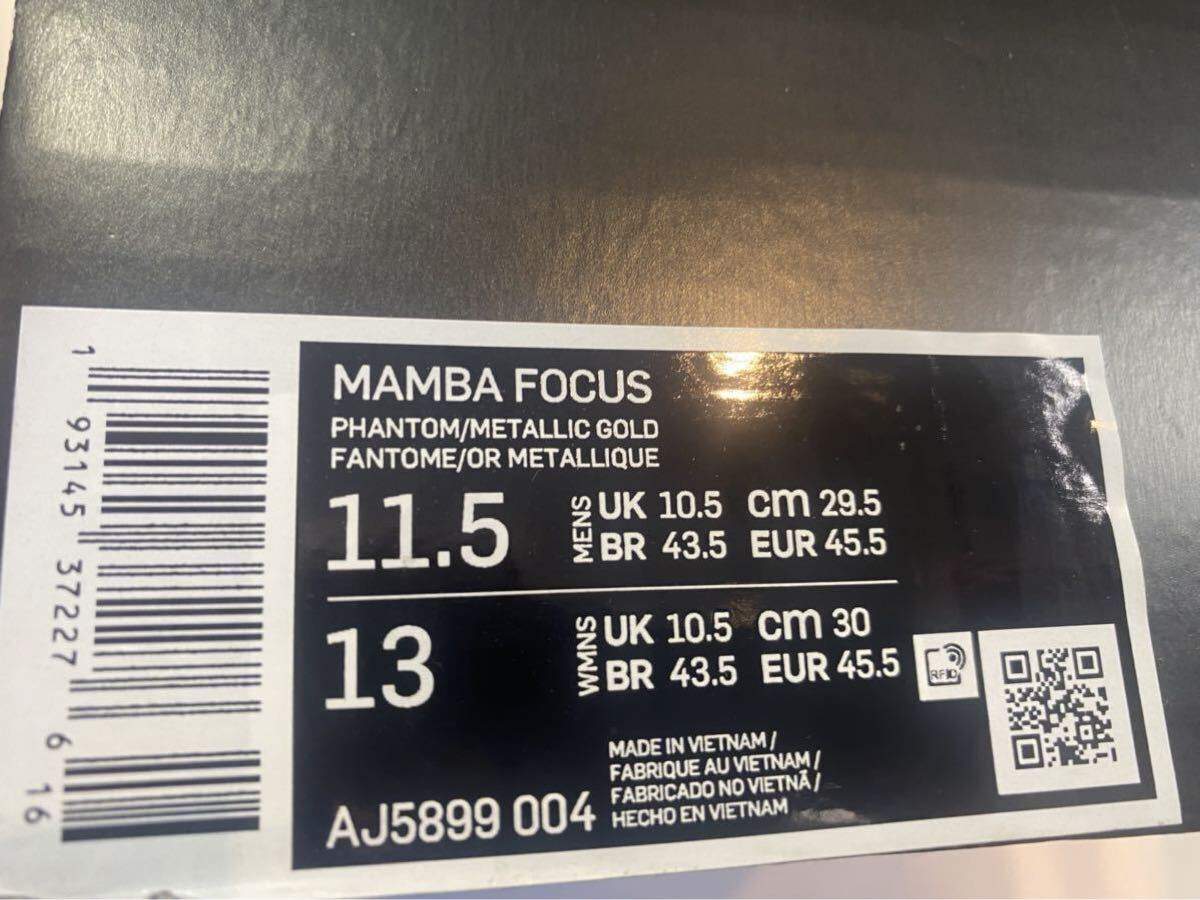 MAMBA FOCUS
PHANTOM/METALLIC GOLD
FANTOME/OR METALLIQUE
11.5 MENS UK 10.5 cm 29.5
BR 43.5 EUR 45.5
13 WMNS UK 10.5 cm 30
BR 43.5 EUR 45.5
RFID
MADE IN VIETNAM /
FABRIQUE AU VIETNAM /
FABRICADO NO VIETNÃ /
HECHO EN VIETNAM
AJ5899 004
1 93145 37227 6 16